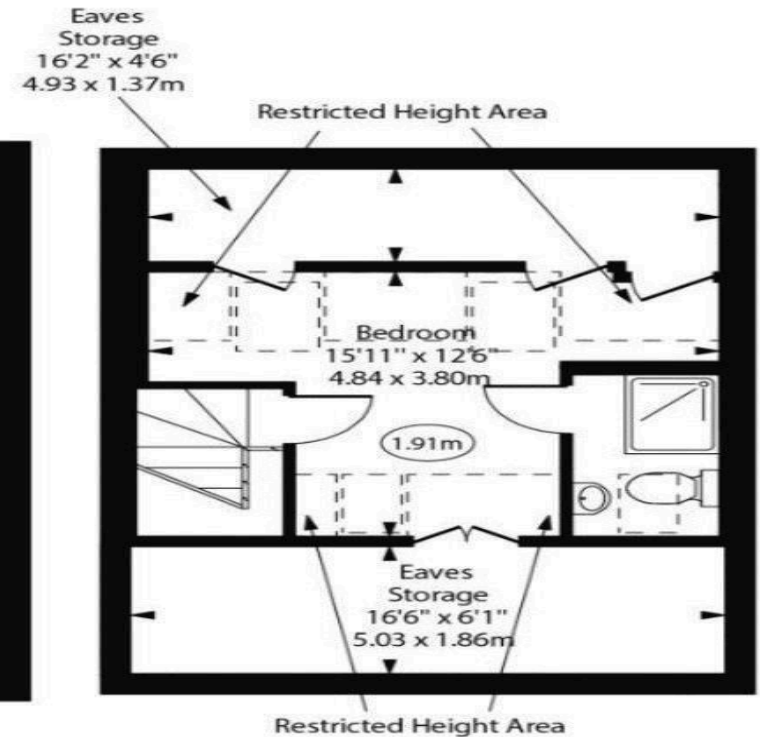 Eaves
Storage
16'2" x 4'6"
4.93 x 1.37m
Restricted Height Area
Bedroom
15'11" x 12'6"
4.84 x 3.80m
1.91m
Eaves
Storage
16'6" x 6'1"
5.03 x 1.86m
Restricted Height Area